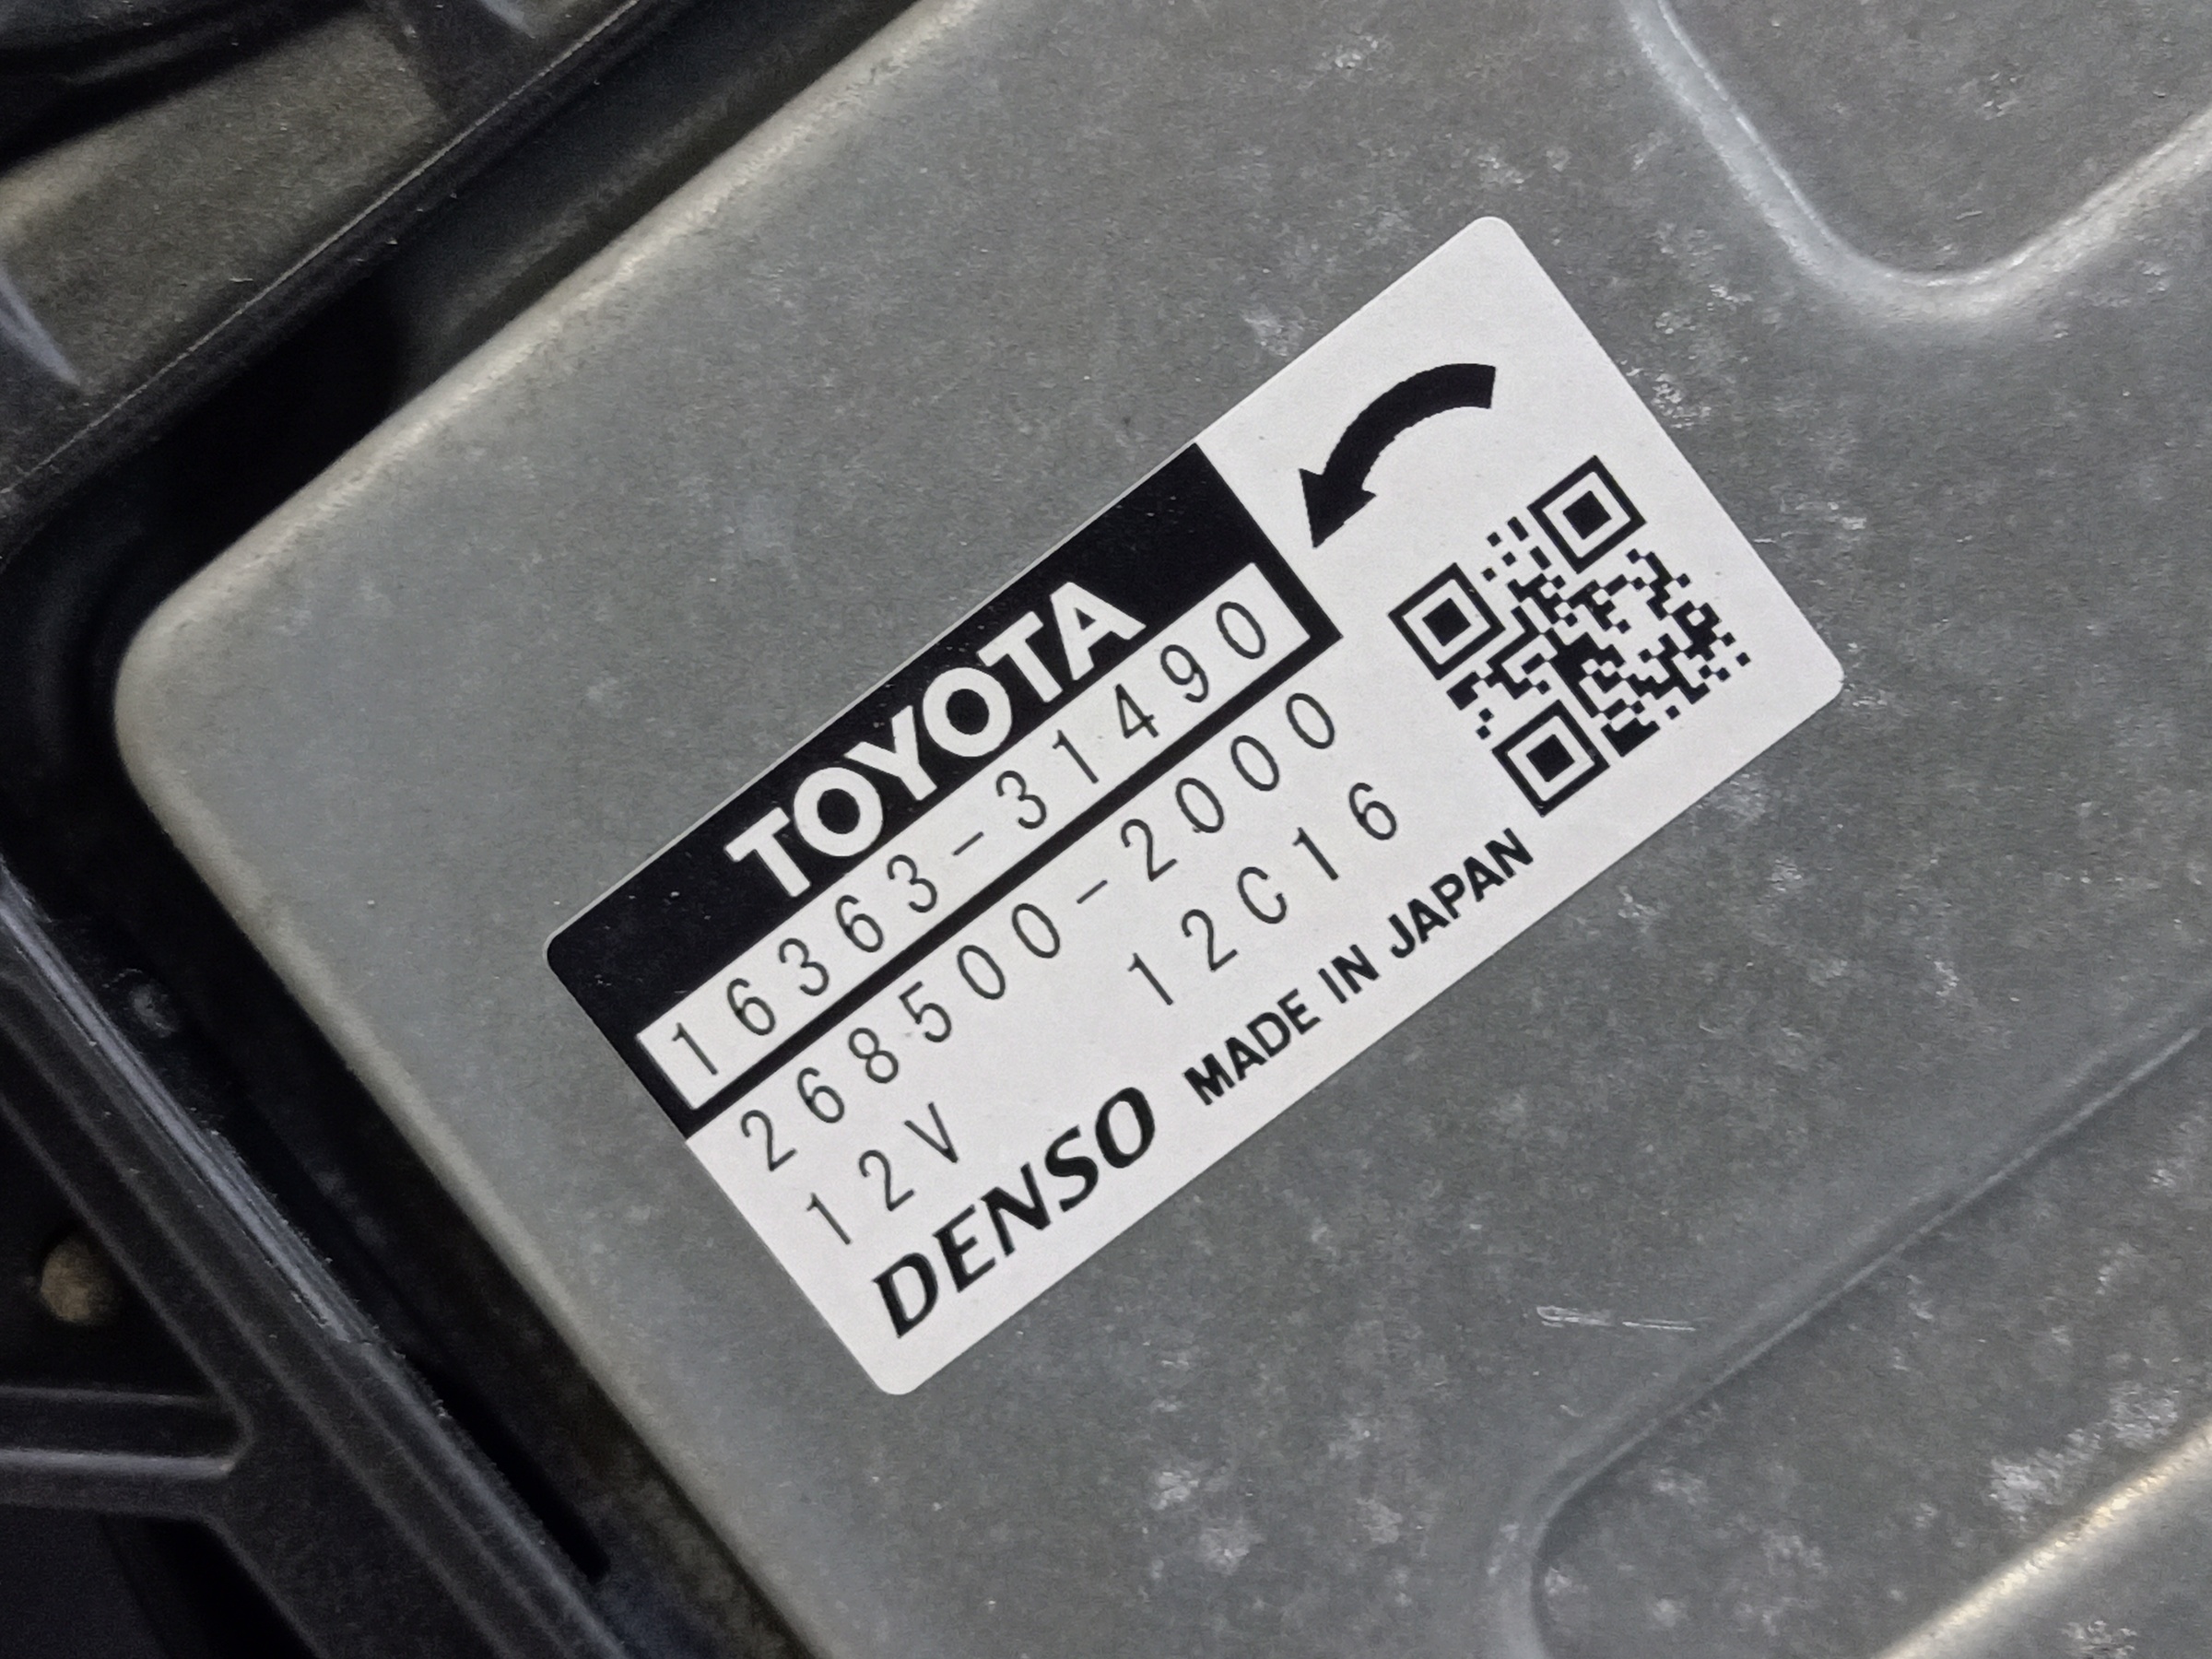 TOYOTA
16363-31490
268500-2000
12V 12C16
DENSO MADE IN JAPAN